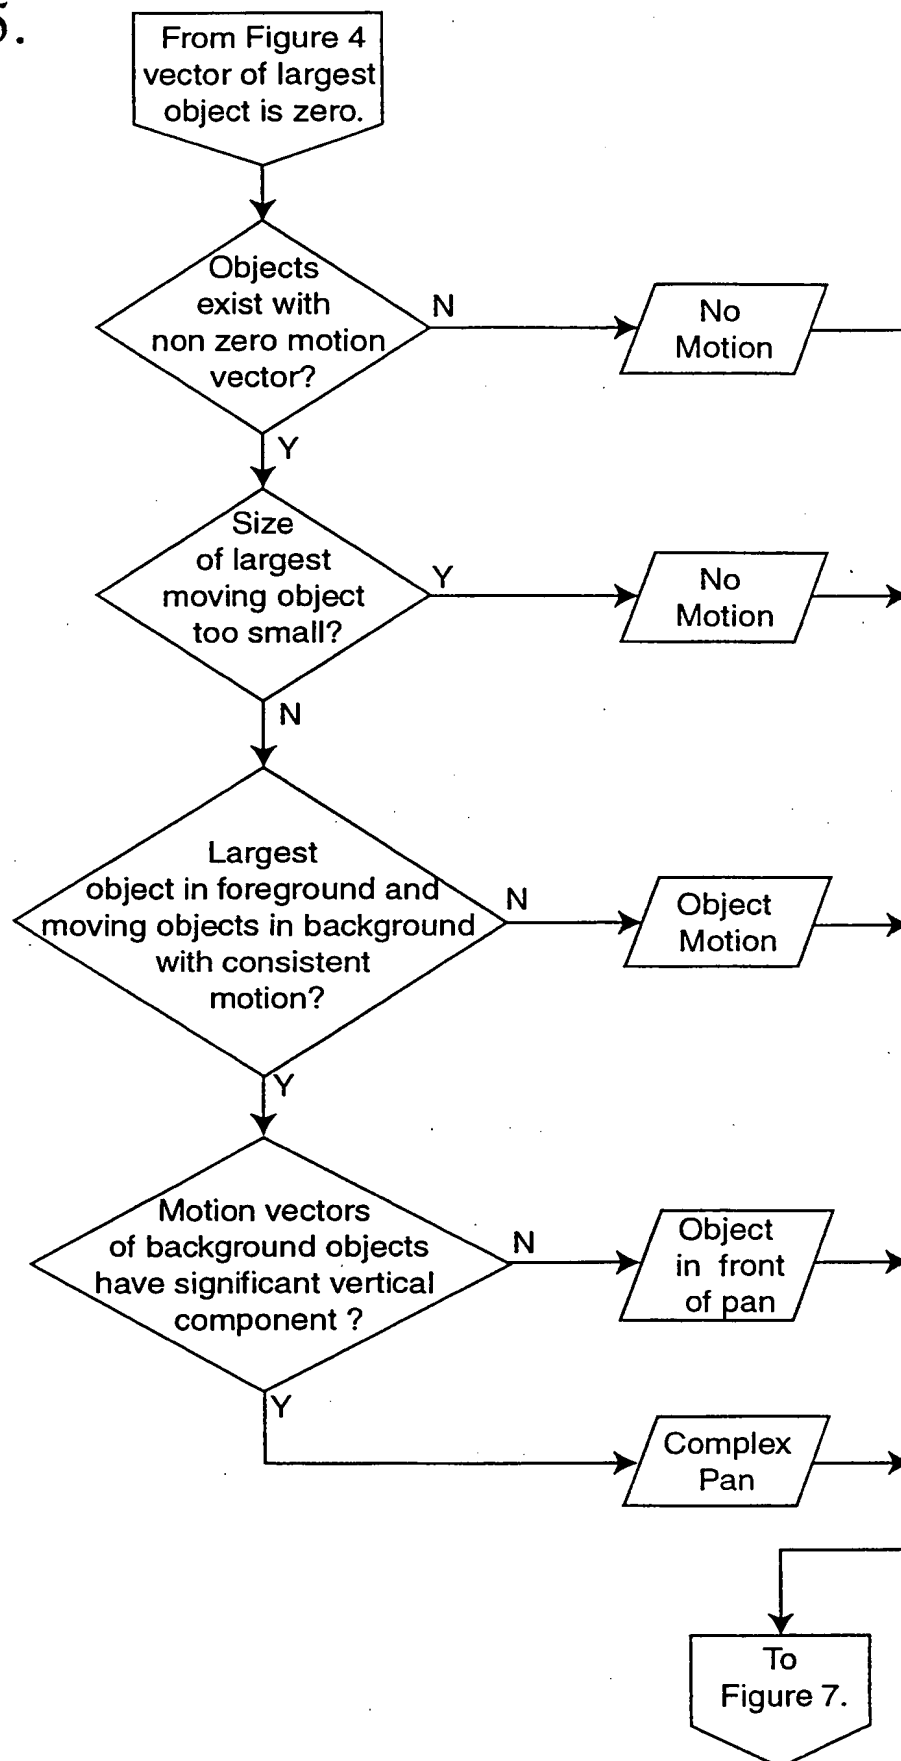 5.
From Figure 4
vector of largest
object is zero.
Objects
exist with
non zero motion
vector?
N
No
Motion
Y
Size
of largest
moving object
too small?
Y
No
Motion
N
Largest
object in foreground and
moving objects in background
with consistent
motion?
N
Object
Motion
Y
Motion vectors
of background objects
have significant vertical
component ?
N
Object
in front
of pan
Y
Complex
Pan
To
Figure 7.